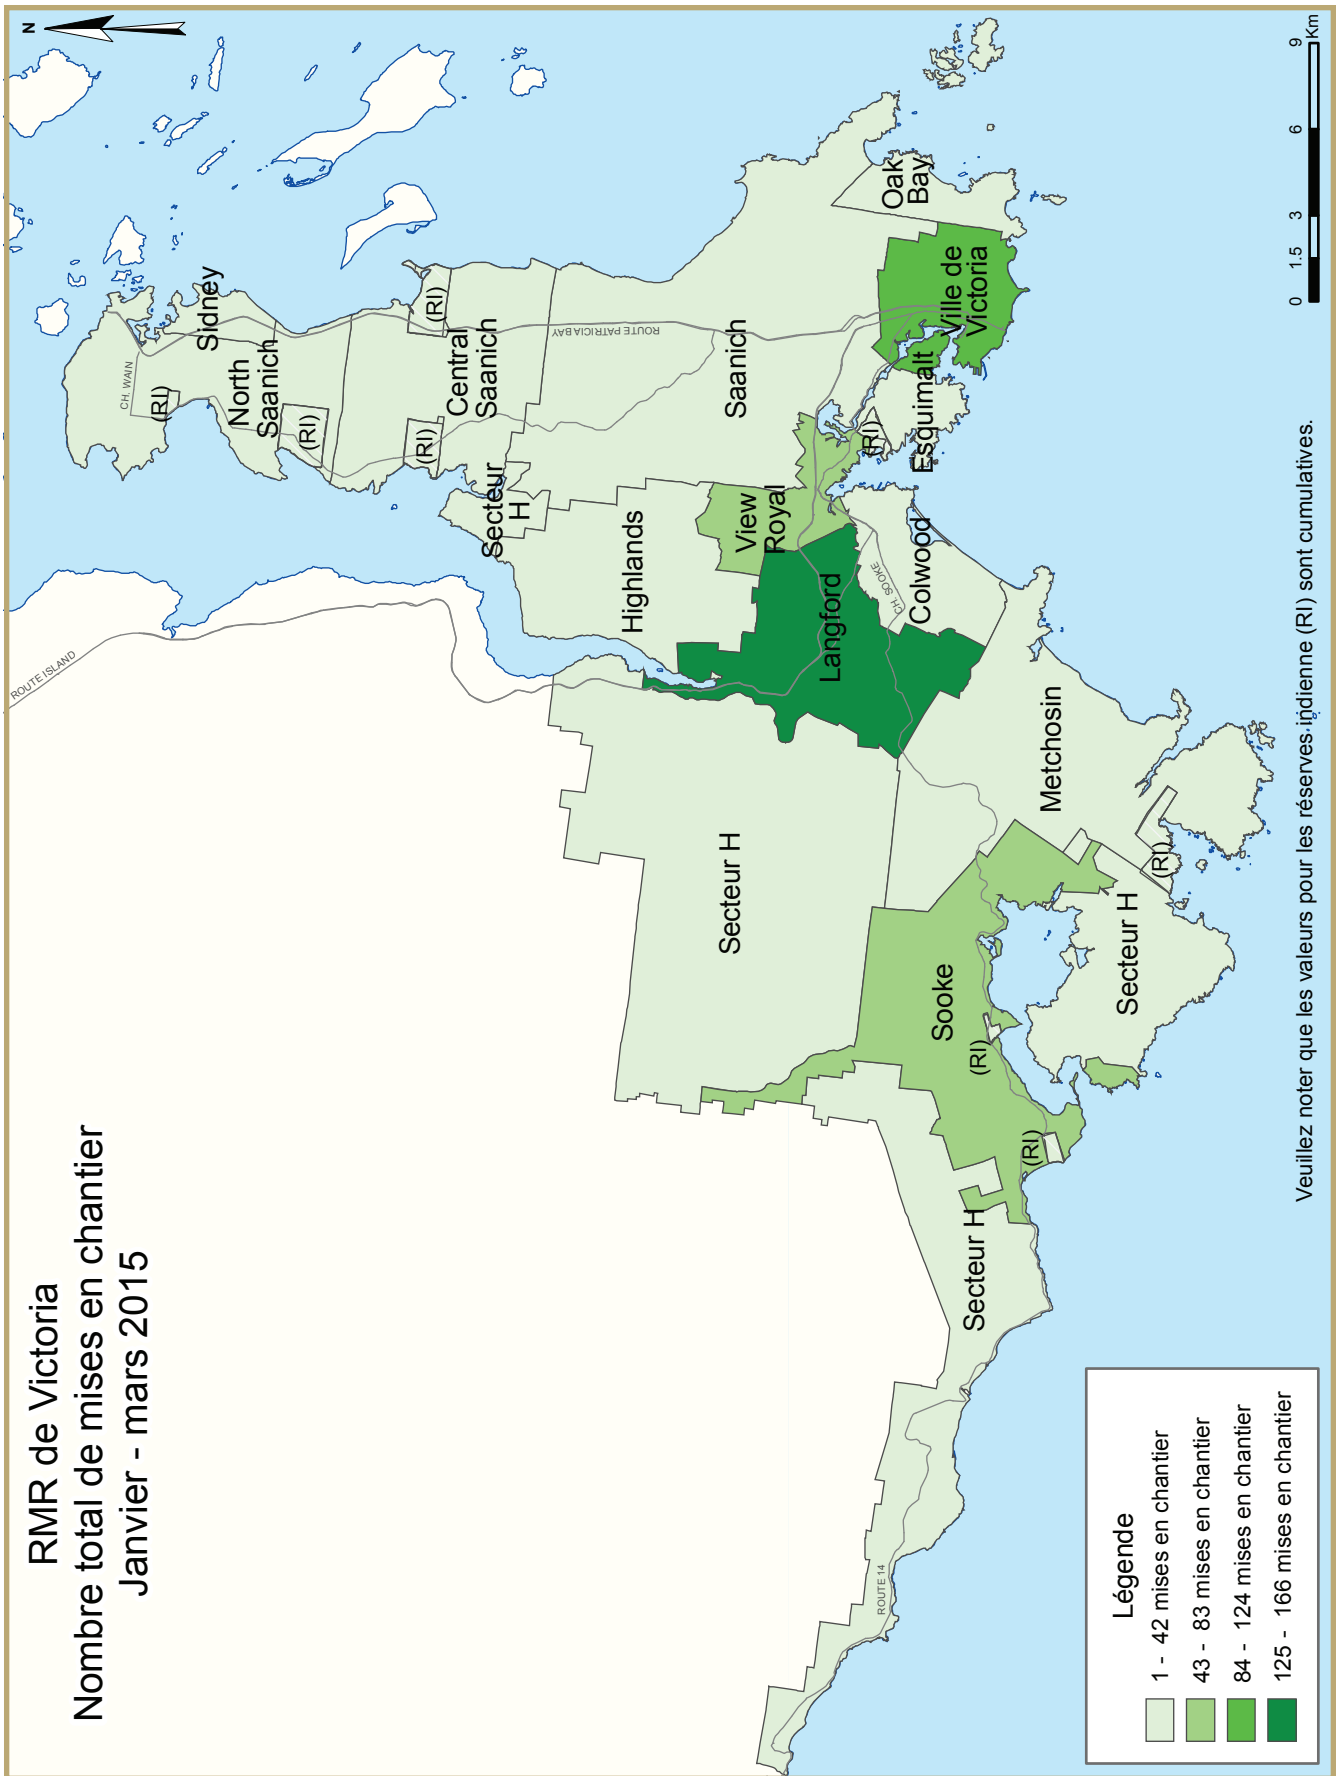 RMR de Victoria
Nombre total de mises en chantier
Janvier - mars 2015
N
ROUTE ISLAND
CH. WAIN
Sidney
(RI)
North
Saanich
(RI)
(RI)
Central
Saanich
(RI)
Secteur
H
ROUTE PATRICIA BAY
Saanich
Highlands
View
Royal
Oak
Bay
Ville de
Victoria
Esquimalt
(RI)
Langford
CH. SOOKE
Colwood
Metchosin
Secteur H
Sooke
(RI)
(RI)
Secteur H
(RI)
Secteur H
ROUTE 14
Légende
1 - 42 mises en chantier
43 - 83 mises en chantier
84 - 124 mises en chantier
125 - 166 mises en chantier
Veuillez noter que les valeurs pour les réserves indienne (RI) sont cumulatives.
0 1.5 3 6 9
Km